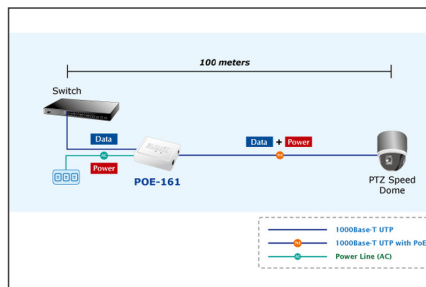 100 meters
Switch
Data
Data + Power
Power
POE-161
PTZ Speed
Dome
1000Base-T UTP
1000Base-T UTP with PoE
Power Line (AC)